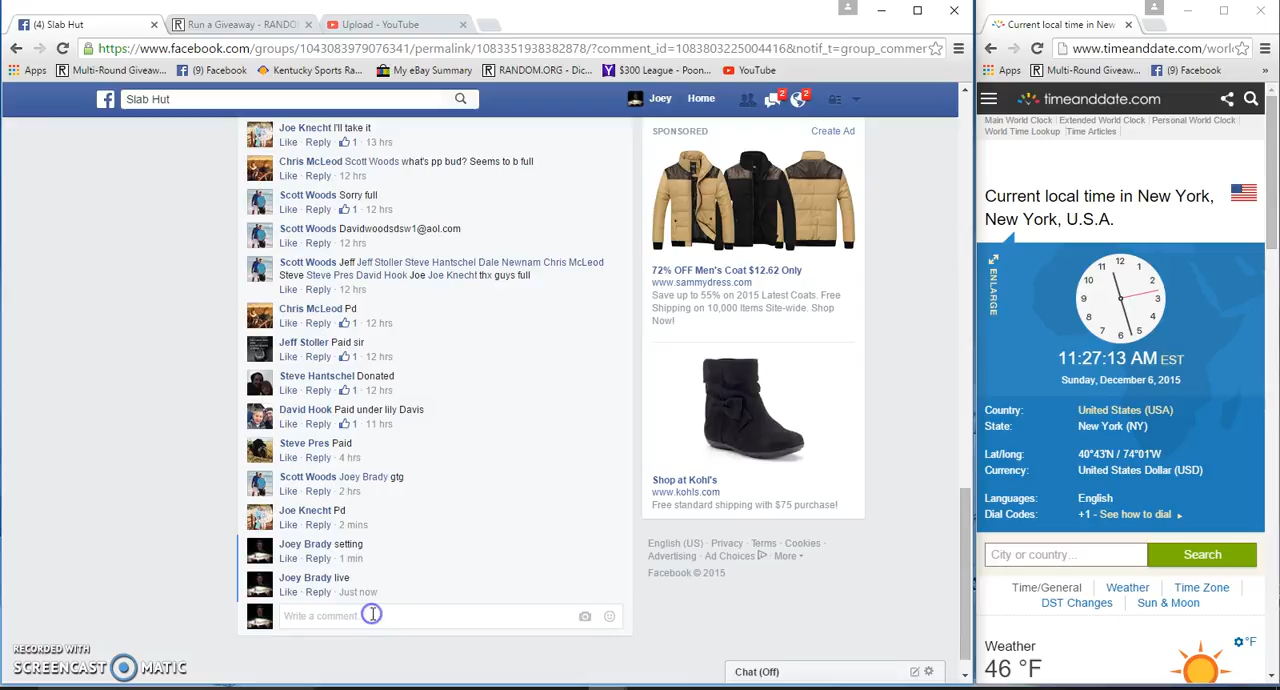 (4) Slab Hut
Run a Giveaway - RANDO
Upload - YouTube
Current local time in New
https://www.facebook.com/groups/1043083979076341/permalink/1083351938382878/?comment_id=1083803225004416&notif_t=group_commer
www.timeanddate.com/worl
Apps
Multi-Round Giveaw...
(9) Facebook
Kentucky Sports Ra...
My eBay Summary
RANDOM.ORG - Dic...
$300 League - Poon...
YouTube
Apps
Multi-Round Giveaw...
(9) Facebook
»
Slab Hut
Joey
Home
2
2
timeanddate.com
Main World Clock Extended World Clock Personal World Clock
World Time Lookup Time Articles
Joe Knecht I'll take it
Like · Reply · 1 · 13 hrs
Chris McLeod Scott Woods what's pp bud? Seems to b full
Like · Reply · 12 hrs
Scott Woods Sorry full
Like · Reply · 1 · 12 hrs
Scott Woods Davidwoodsdsw1@aol.com
Like · Reply · 12 hrs
Scott Woods Jeff Jeff Stoller Steve Hantschel Dale Newnam Chris McLeod
Steve Steve Pres David Hook Joe Joe Knecht thx guys full
Like · Reply · 12 hrs
Chris McLeod Pd
Like · Reply · 1 · 12 hrs
Jeff Stoller Paid sir
Like · Reply · 1 · 12 hrs
Steve Hantschel Donated
Like · Reply · 1 · 12 hrs
David Hook Paid under lily Davis
Like · Reply · 1 · 11 hrs
Steve Pres Paid
Like · Reply · 4 hrs
Scott Woods Joey Brady gtg
Like · Reply · 2 hrs
Joe Knecht Pd
Like · Reply · 2 mins
Joey Brady setting
Like · Reply · 1 min
Joey Brady live
Like · Reply · Just now
Write a comment
SPONSORED
Create Ad
72% OFF Men's Coat $12.62 Only
www.sammydress.com
Save up to 55% on 2015 Latest Coats. Free
Shipping on 10,000 Items Site-wide. Shop
Now!
Shop at Kohl's
www.kohls.com
Free standard shipping with $75 purchase!
English (US) · Privacy · Terms · Cookies ·
Advertising · Ad Choices · More
Facebook © 2015
Chat (Off)
RECORDED WITH
SCREENCAST MATIC
Current local time in New York,
New York, U.S.A.
ENLARGE
12
1
2
3
4
5
6
7
8
9
10
11
11:27:13 AM EST
Sunday, December 6, 2015
Country: United States (USA)
State: New York (NY)
Lat/long: 40°43'N / 74°01'W
Currency: United States Dollar (USD)
Languages: English
Dial Codes: +1 - See how to dial
City or country...
Search
Time/General
Weather
Time Zone
DST Changes
Sun & Moon
Weather
°F
46 °F